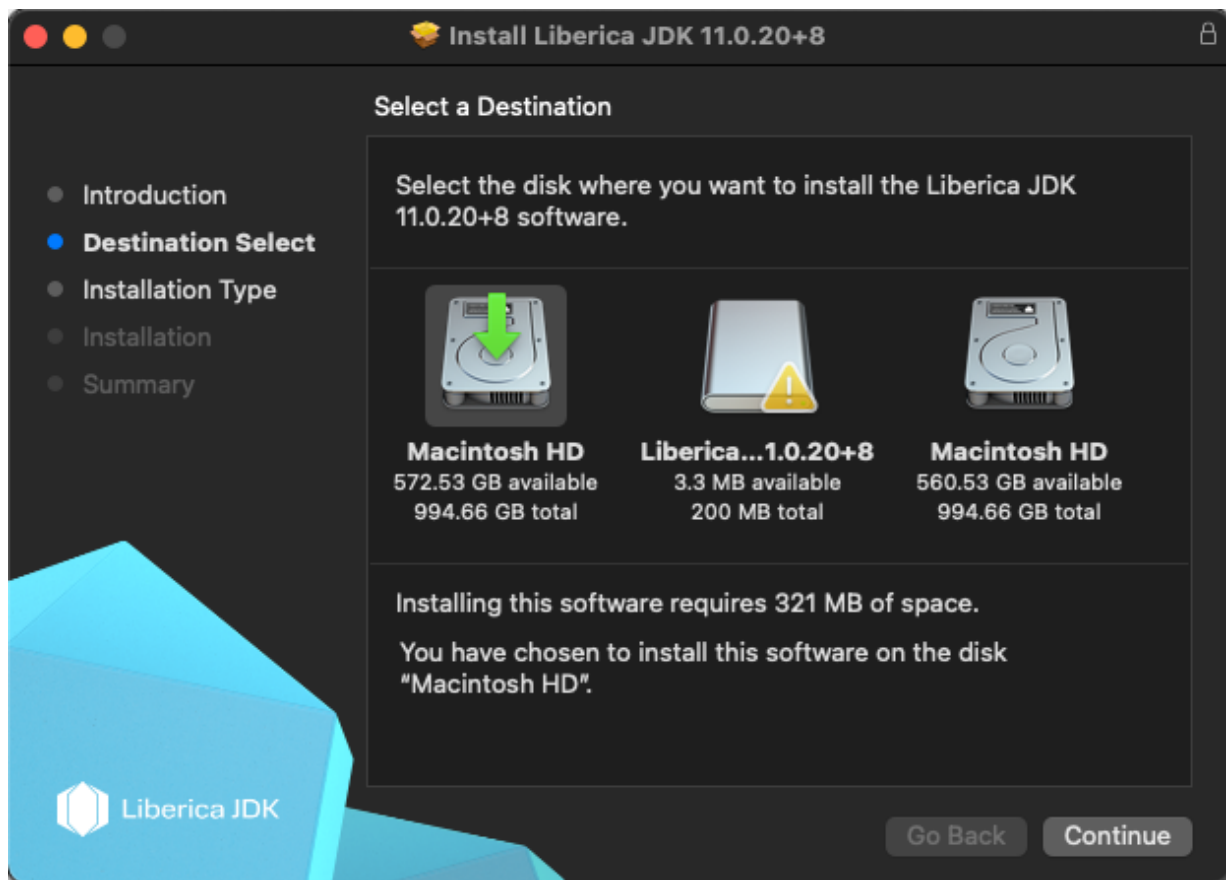 Install Liberica JDK 11.0.20+8
Select a Destination
Introduction
Destination Select
Installation Type
Installation
Summary
Select the disk where you want to install the Liberica JDK
11.0.20+8 software.
Macintosh HD
572.53 GB available
994.66 GB total
Liberica...1.0.20+8
3.3 MB available
200 MB total
Macintosh HD
560.53 GB available
994.66 GB total
Installing this software requires 321 MB of space.
You have chosen to install this software on the disk
“Macintosh HD”.
Liberica JDK
Go Back
Continue